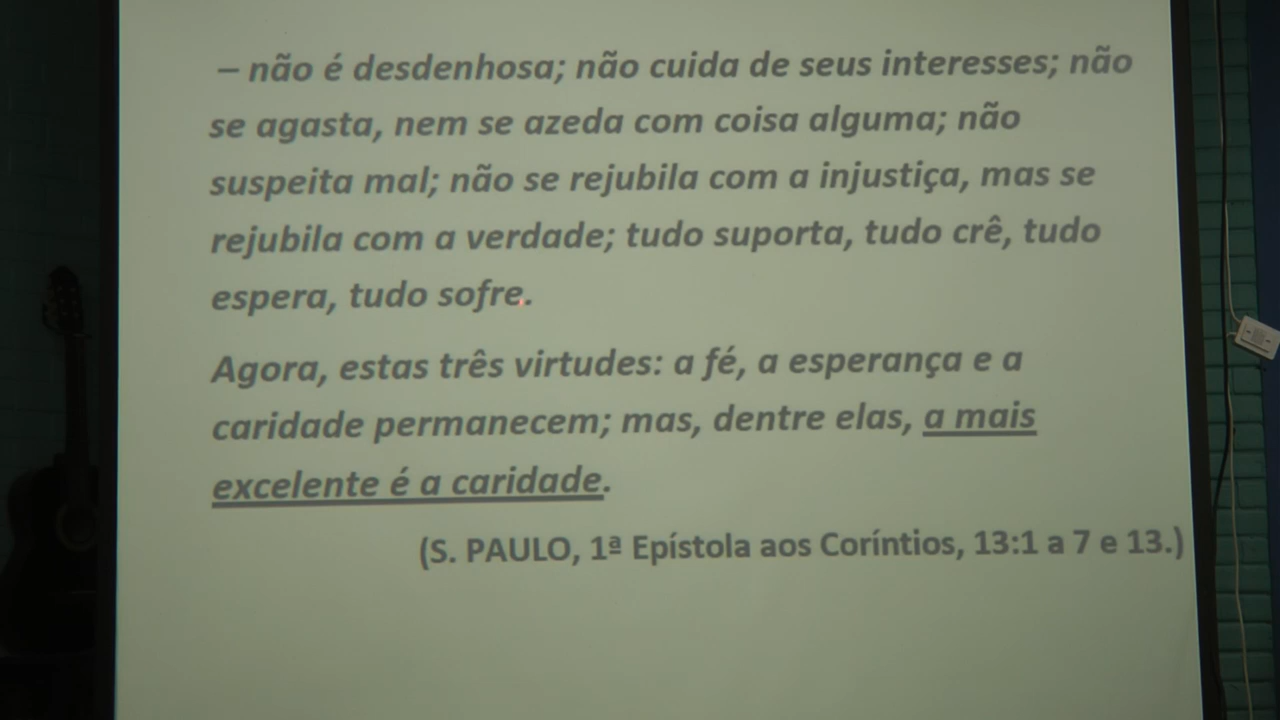 – não é desdenhosa; não cuida de seus interesses; não
se agasta, nem se azeda com coisa alguma; não
suspeita mal; não se rejubila com a injustiça, mas se
rejubila com a verdade; tudo suporta, tudo crê, tudo
espera, tudo sofre.
Agora, estas três virtudes: a fé, a esperança e a
caridade permanecem; mas, dentre elas, a mais
excelente é a caridade.
(S. PAULO, 1ª Epístola aos Coríntios, 13:1 a 7 e 13.)